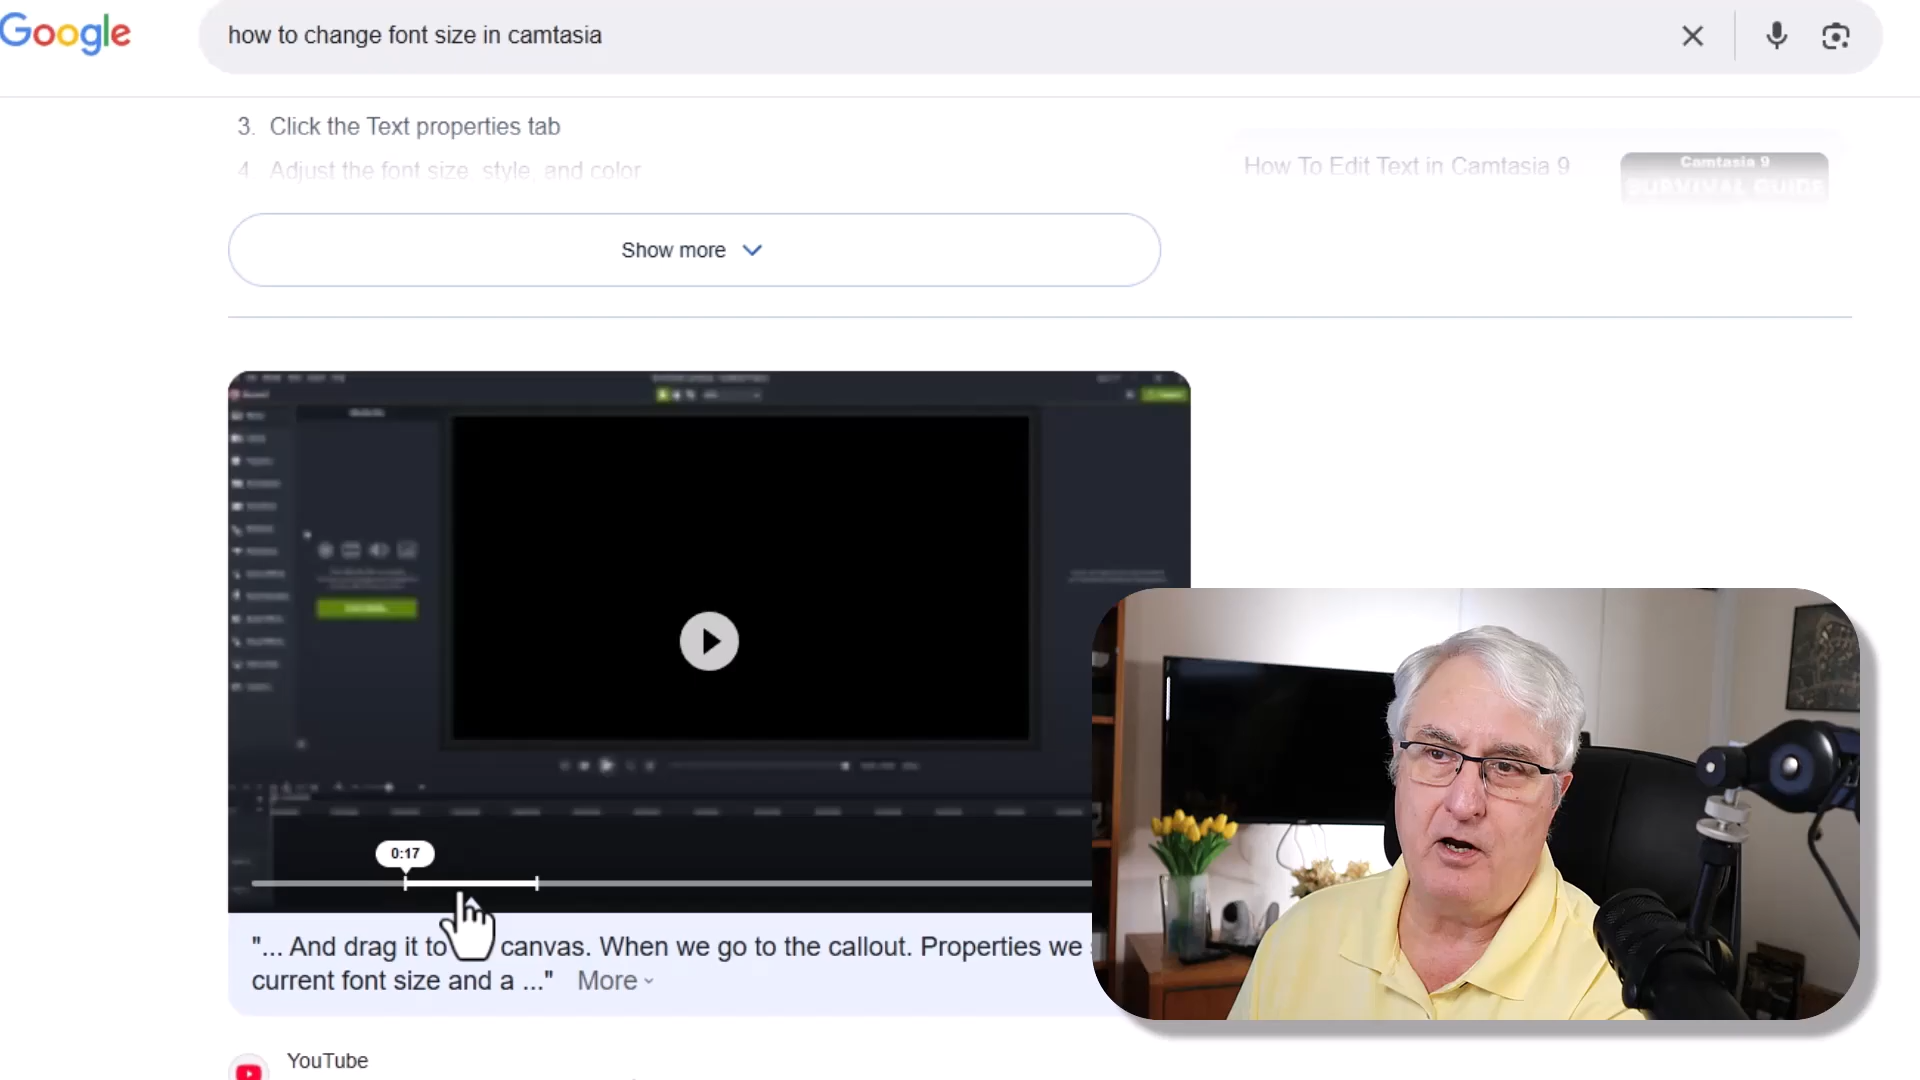 Google
how to change font size in camtasia
3. Click the Text properties tab
4 Adjust the font size, style, and color
How To Edit Text in Camtasia 9
Camtasia 9
SURVIVAL GUIDE
Show more
0:17
"... And drag it to canvas. When we go to the callout. Properties we
current font size and a ..." More
YouTube